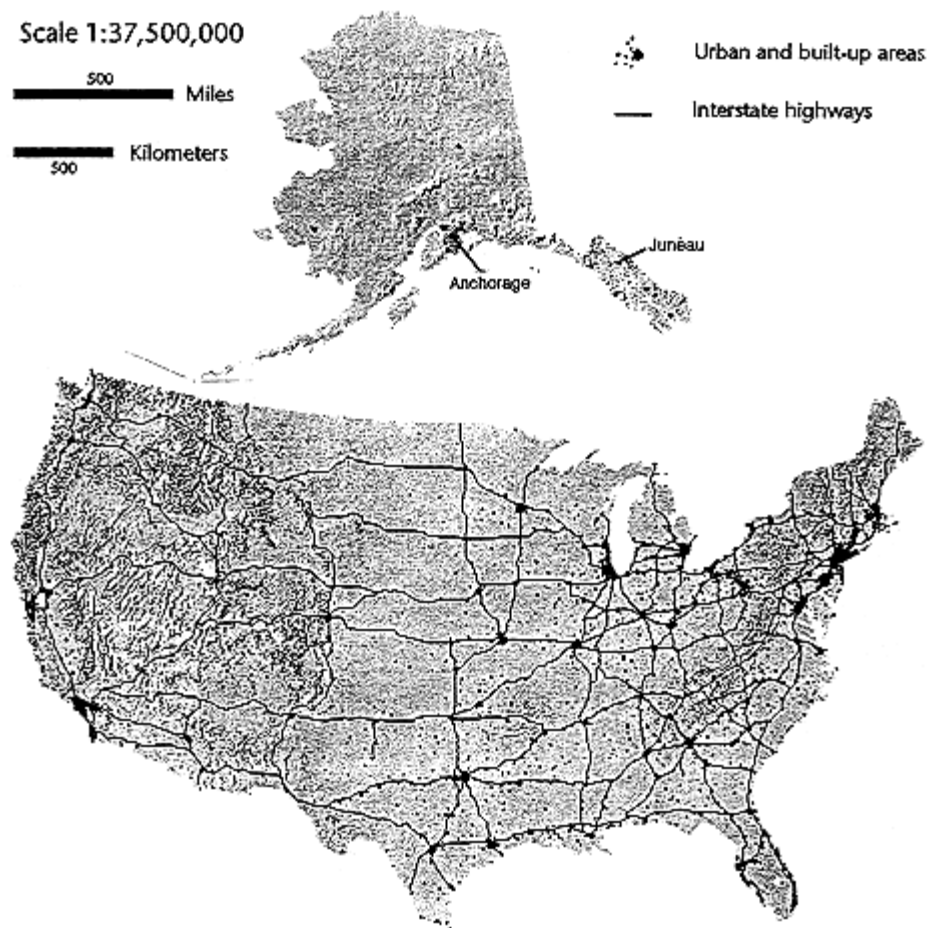 Scale 1:37,500,000
500
Miles
Kilometers
500
Urban and built-up areas
Interstate highways
Juneau
Anchorage